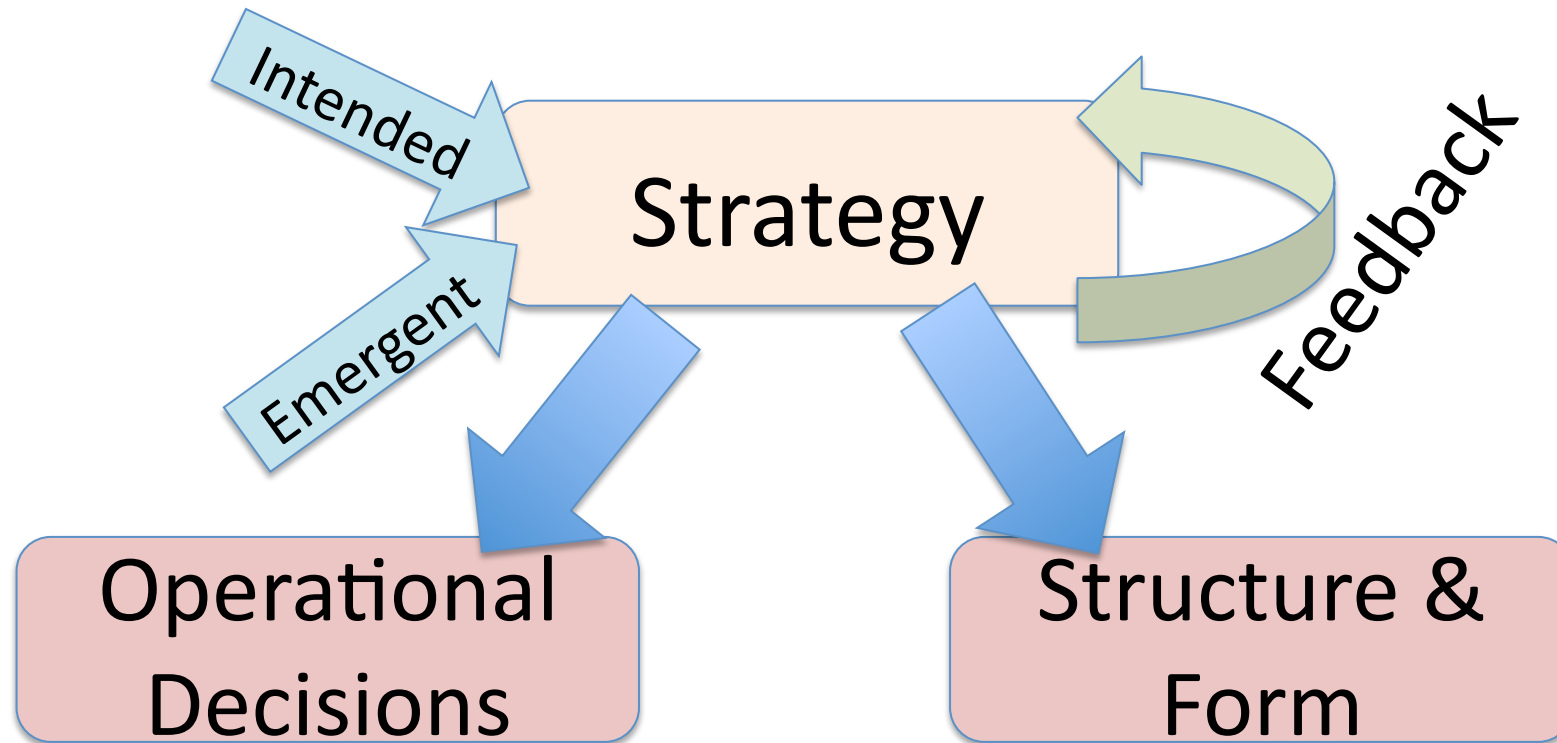 Intended
Strategy
Feedback
Emergent
Operational
Decisions
Structure &
Form